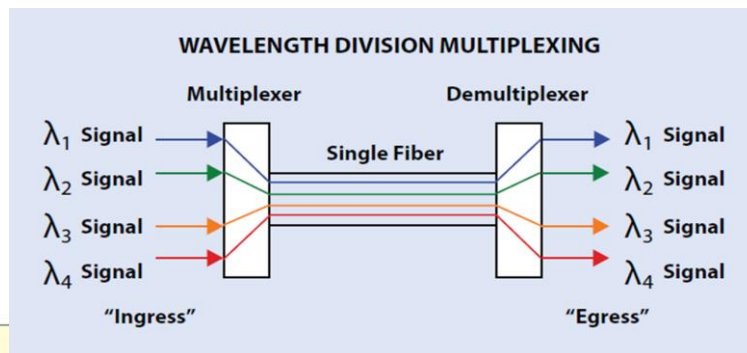 WAVELENGTH DIVISION MULTIPLEXING
Multiplexer
Demultiplexer
λ1 Signal
λ2 Signal
λ3 Signal
λ4 Signal
Single Fiber
λ1 Signal
λ2 Signal
λ3 Signal
λ4 Signal
“Ingress”
“Egress”